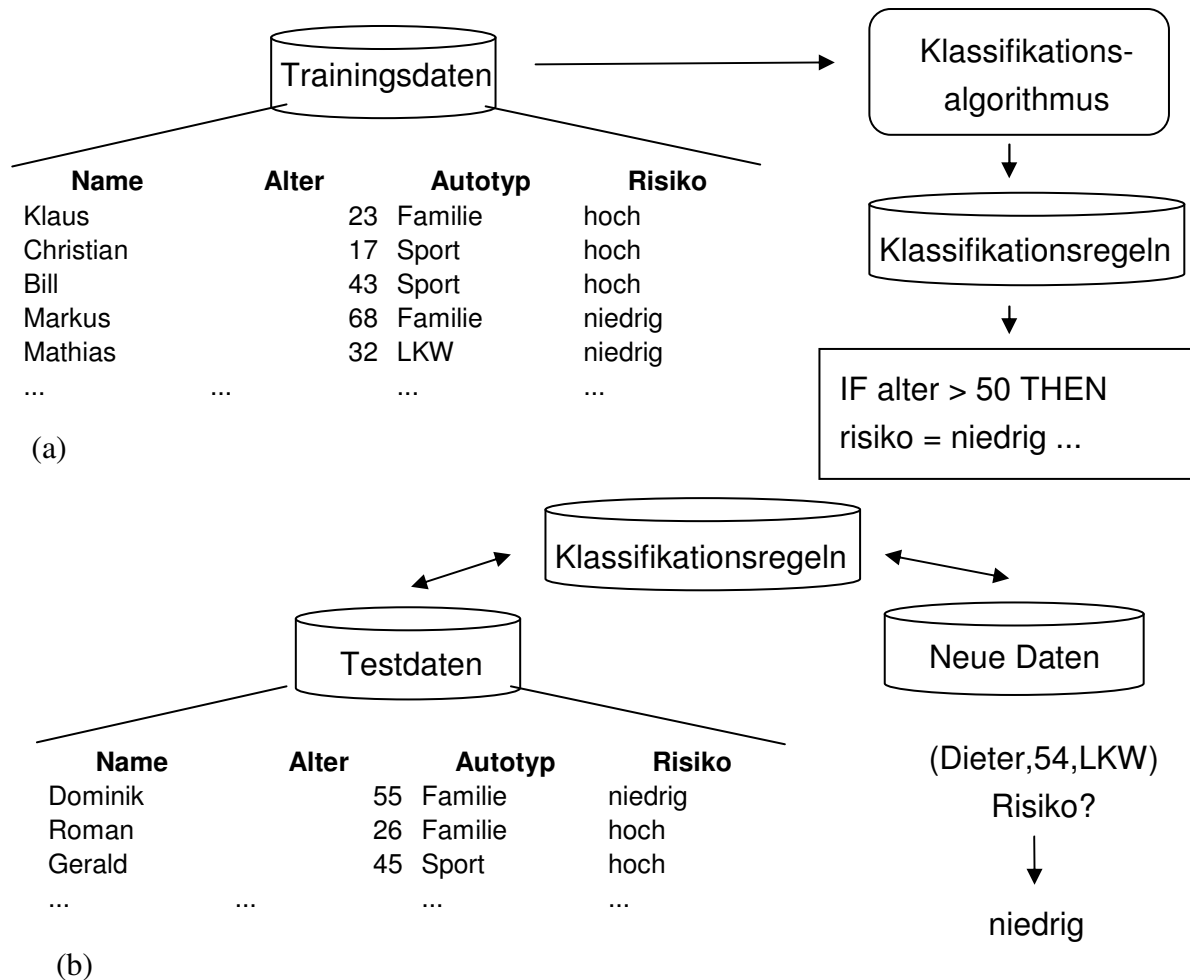 Trainingsdaten
Klassifikations-
algorithmus
Name Alter Autotyp Risiko
Klaus 23 Familie hoch
Christian 17 Sport hoch
Bill 43 Sport hoch
Markus 68 Familie niedrig
Mathias 32 LKW niedrig
... ... ... ...
(a)
Klassifikationsregeln
IF alter > 50 THEN
risiko = niedrig ...
Klassifikationsregeln
Testdaten
Name Alter Autotyp Risiko
Dominik 55 Familie niedrig
Roman 26 Familie hoch
Gerald 45 Sport hoch
... ... ... ...
(b)
Neue Daten
(Dieter,54,LKW)
Risiko?
niedrig